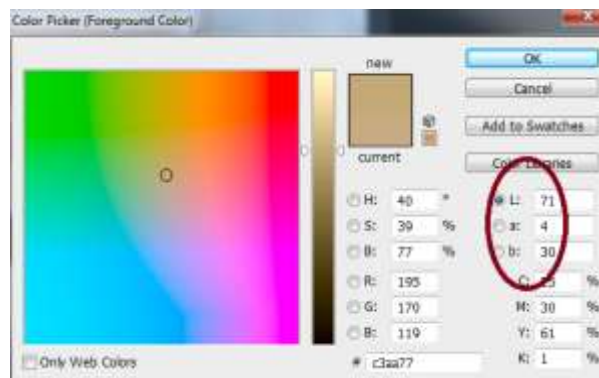 Color Picker (Foreground Color)
new
current
OK
Cancel
Add to Swatches
Color Libraries
H: 40 °
S: 39 %
B: 77 %
R: 195
G: 170
B: 119
# c3aa77
L: 71
a: 4
b: 30
C: 25 %
M: 30 %
Y: 61 %
K: 1 %
Only Web Colors